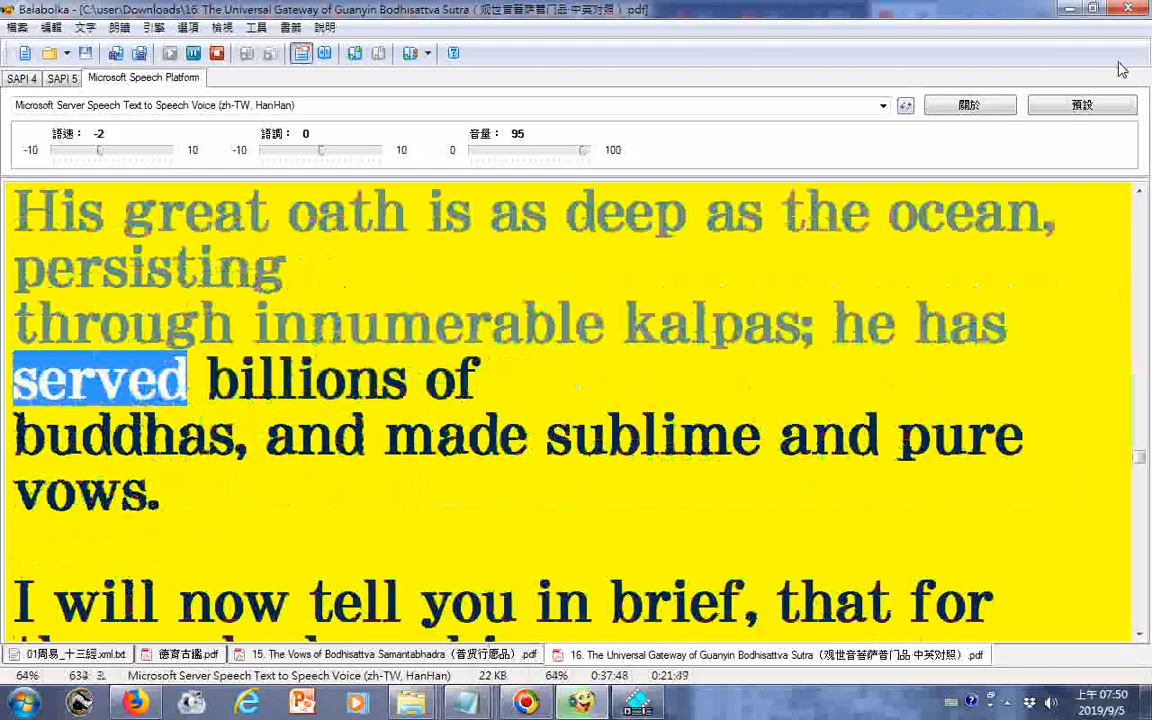 Balabolka - [C:\user\Downloads\16. The Universal Gateway of Guanyin Bodhisattva Sutra（观世音菩萨普门品·中英对照）.pdf]
檔案 編輯 文字 朗讀 引擎 選項 檢視 工具 書籤 說明
SAPI 4 SAPI 5 Microsoft Speech Platform
Microsoft Server Speech Text to Speech Voice (zh-TW, HanHan) 關於 預設
語速： -2 語調： 0 音量： 95
-10 10 -10 10 0 100
His great oath is as deep as the ocean,
persisting
through innumerable kalpas; he has
served billions of
buddhas, and made sublime and pure
vows.
I will now tell you in brief, that for
01周易_十三經.xml.txt 德育古鑑.pdf 15. The Vows of Bodhisattva Samantabhadra（普贤行愿品）.pdf 16. The Universal Gateway of Guanyin Bodhisattva Sutra（观世音菩萨普门品·中英对照）.pdf
64% Microsoft Server Speech Text to Speech Voice (zh-TW, HanHan) 22 KB 64% 0:37:48 0:21:49
上午 07:50
2019/9/5